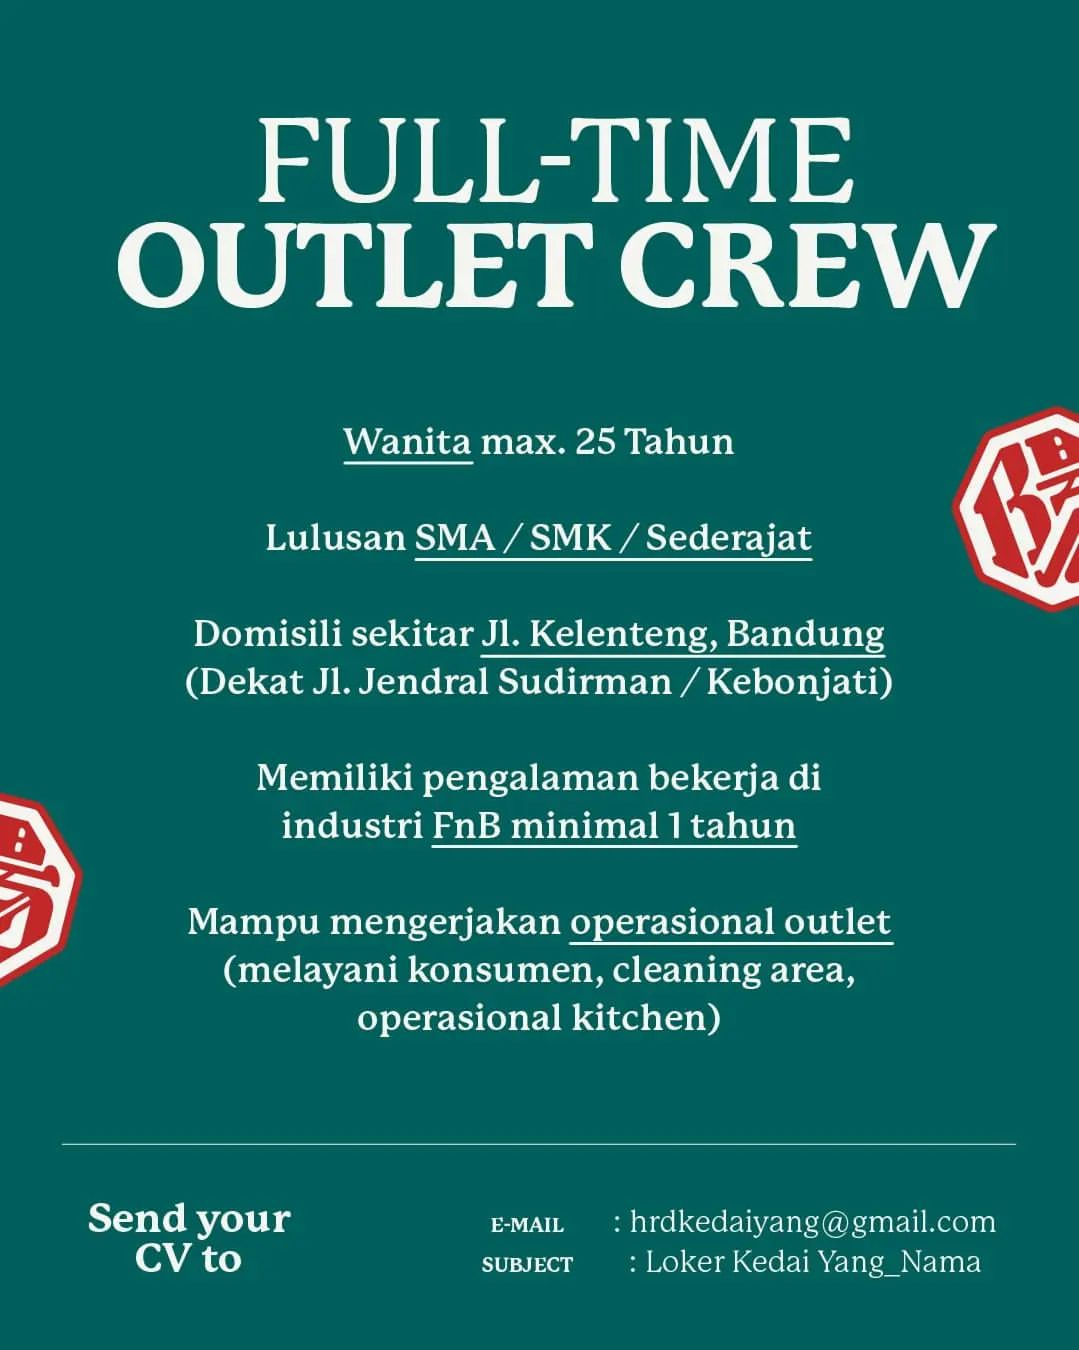 FULL-TIME
OUTLET CREW
Wanita max. 25 Tahun
Lulusan SMA / SMK / Sederajat
Domisili sekitar Jl. Kelenteng, Bandung
(Dekat Jl. Jendral Sudirman / Kebonjati)
Memiliki pengalaman bekerja di
industri FnB minimal 1 tahun
Mampu mengerjakan operasional outlet
(melayani konsumen, cleaning area,
operasional kitchen)
Send your
CV to
E-MAIL : hrdkedaiyang@gmail.com
SUBJECT : Loker Kedai Yang_Nama